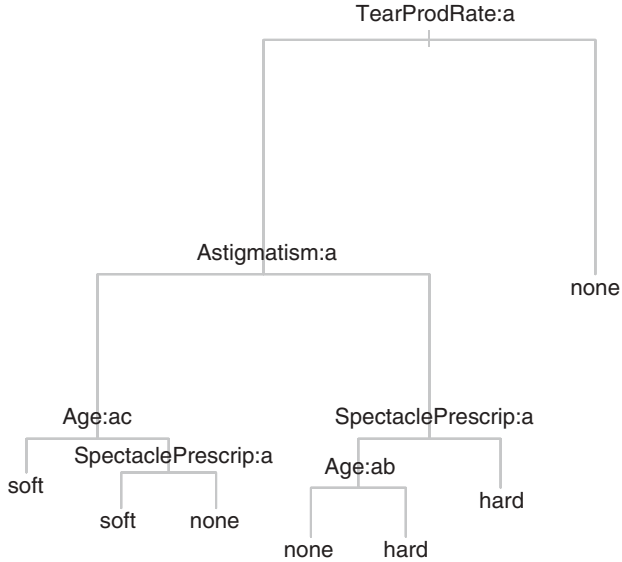 TearProdRate:a
Astigmatism:a
none
Age:ac
SpectaclePrescrip:a
SpectaclePrescrip:a
Age:ab
soft
hard
soft
none
none
hard